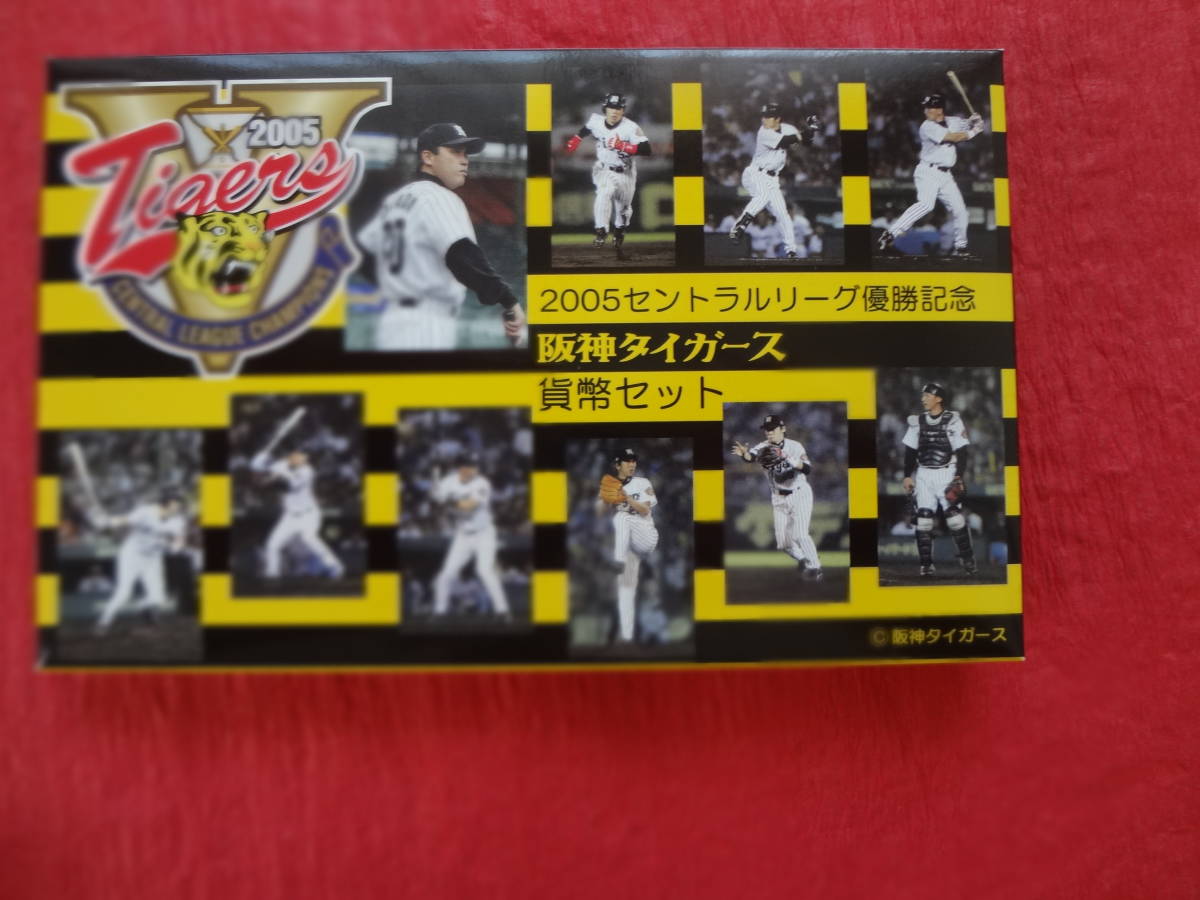 2005
Tigers
CENTRAL LEAGUE CHAMPIONS
2005セントラルリーグ優勝記念
阪神タイガース
貨幣セット
© 阪神タイガース